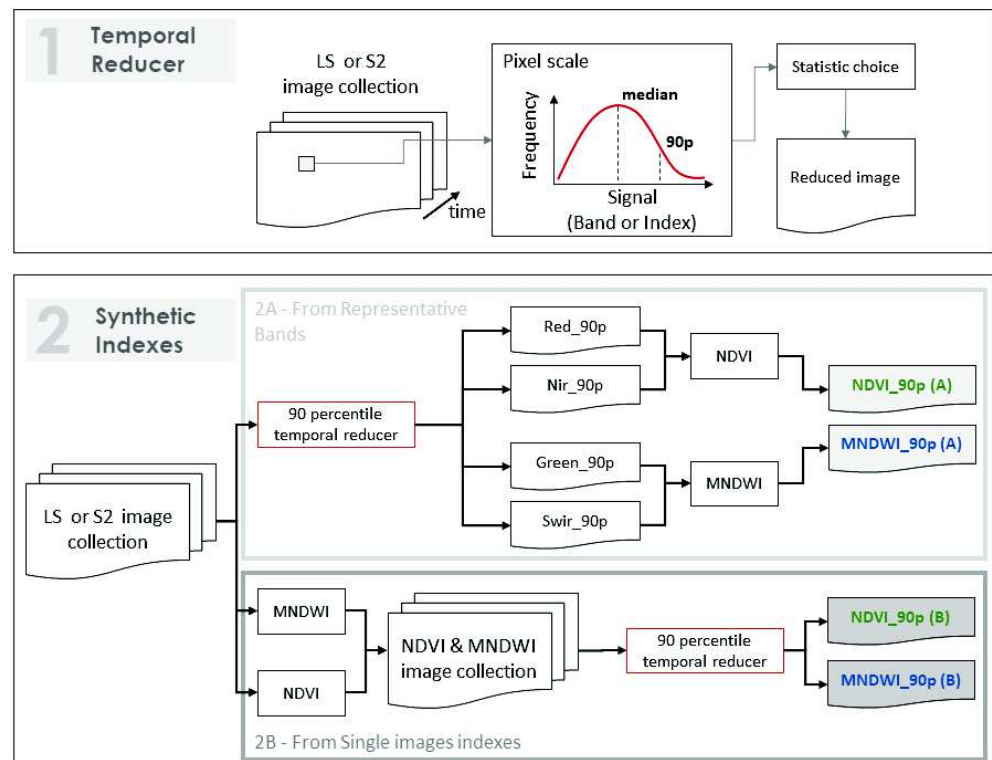 1 Temporal
Reducer
LS or S2
image collection
time
Pixel scale
median
90p
Frequency
Signal
(Band or Index)
Statistic choice
Reduced image
2 Synthetic
Indexes
2A - From Representative
Bands
LS or S2 image
collection
90 percentile
temporal reducer
Red_90p
Nir_90p
Green_90p
Swir_90p
NDVI
MNDWI
NDVI_90p (A)
MNDWI_90p (A)
MNDWI
NDVI
NDVI & MNDWI
image collection
90 percentile
temporal reducer
NDVI_90p (B)
MNDWI_90p (B)
2B - From Single images indexes